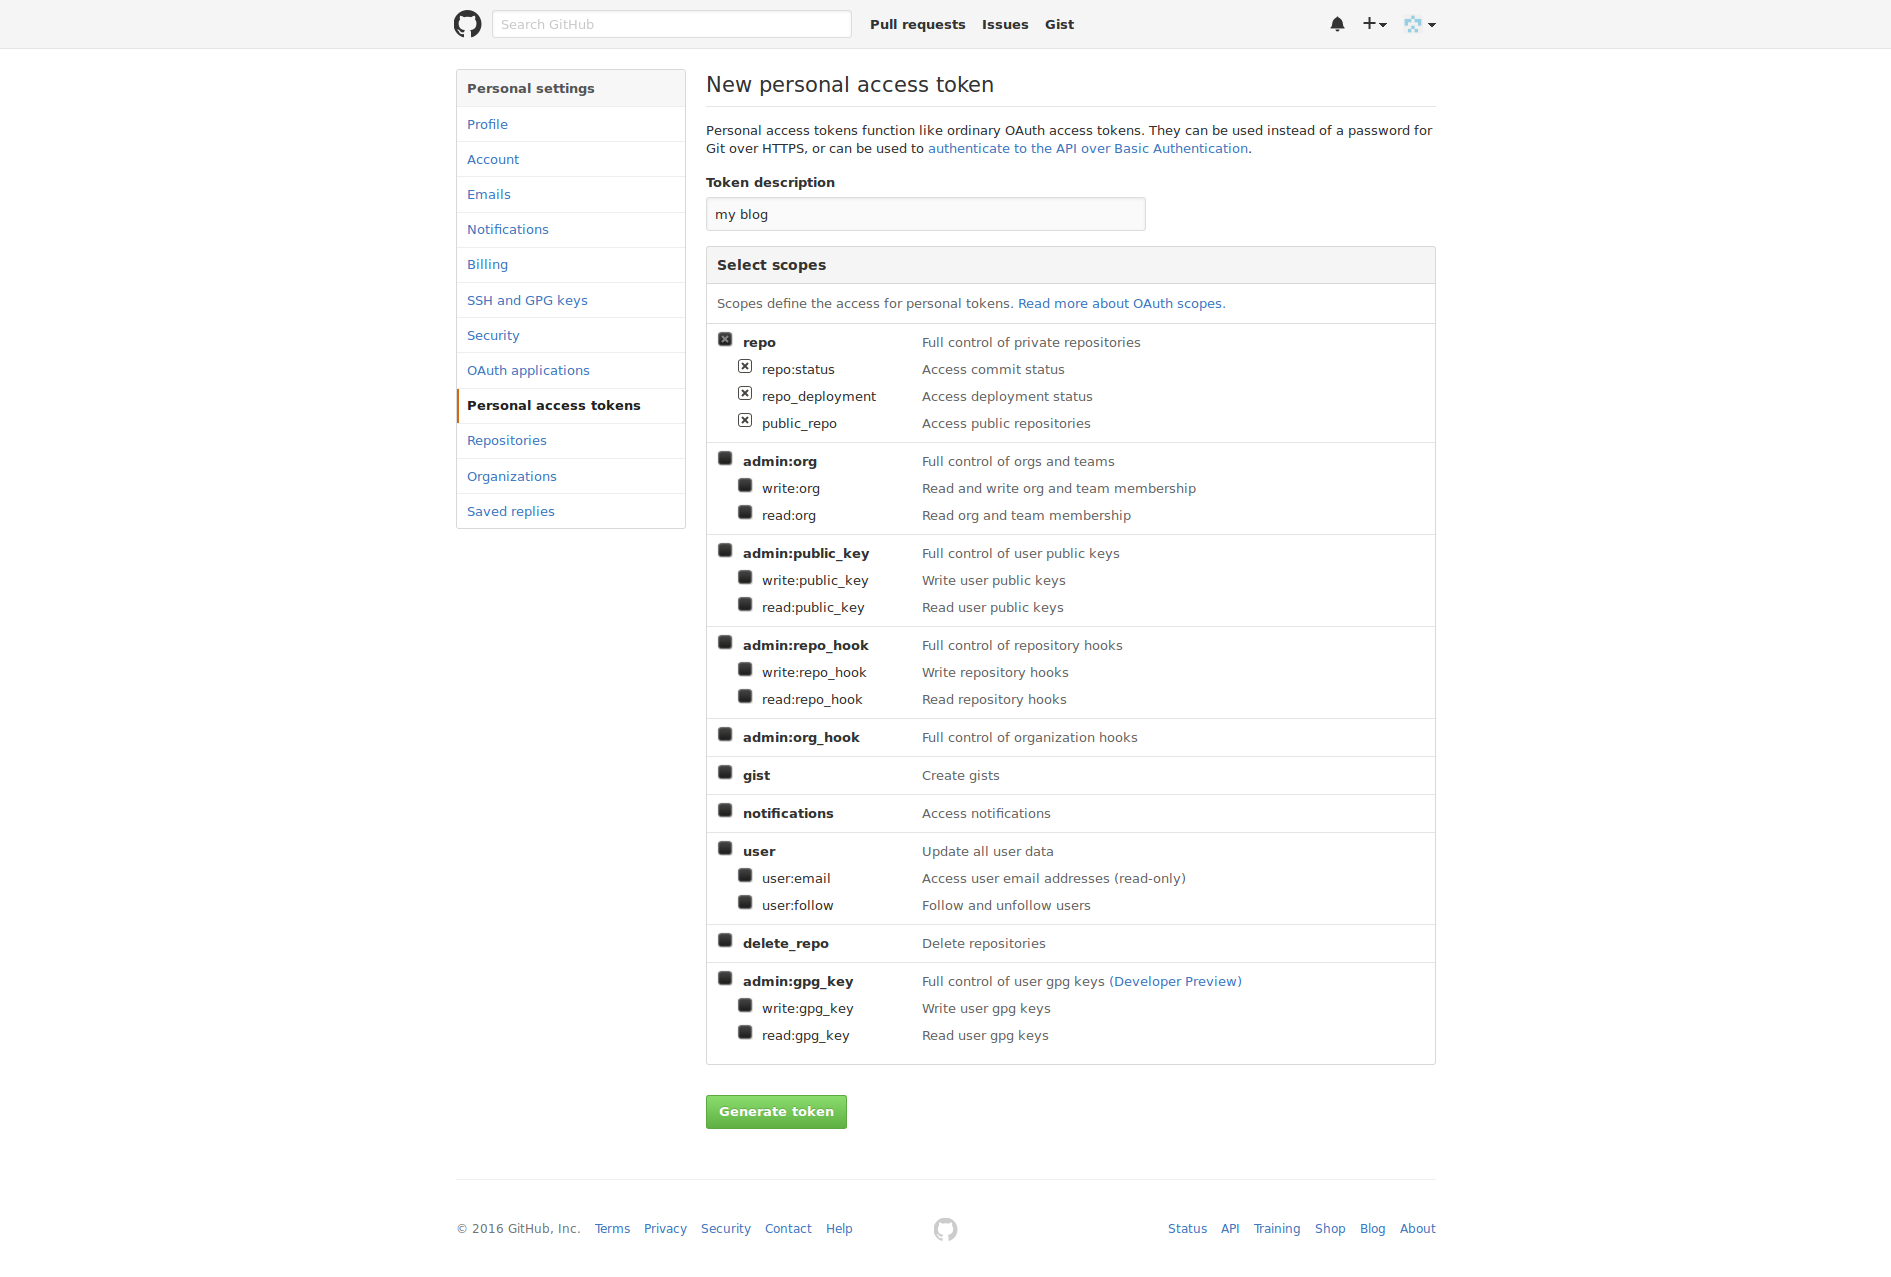 Search GitHub
Pull requests Issues Gist
Personal settings
Profile
Account
Emails
Notifications
Billing
SSH and GPG keys
Security
OAuth applications
Personal access tokens
Repositories
Organizations
Saved replies
New personal access token
Personal access tokens function like ordinary OAuth access tokens. They can be used instead of a password for
Git over HTTPS, or can be used to authenticate to the API over Basic Authentication.
Token description
my blog
Select scopes
Scopes define the access for personal tokens. Read more about OAuth scopes.
repo Full control of private repositories
repo:status Access commit status
repo_deployment Access deployment status
public_repo Access public repositories
admin:org Full control of orgs and teams
write:org Read and write org and team membership
read:org Read org and team membership
admin:public_key Full control of user public keys
write:public_key Write user public keys
read:public_key Read user public keys
admin:repo_hook Full control of repository hooks
write:repo_hook Write repository hooks
read:repo_hook Read repository hooks
admin:org_hook Full control of organization hooks
gist Create gists
notifications Access notifications
user Update all user data
user:email Access user email addresses (read-only)
user:follow Follow and unfollow users
delete_repo Delete repositories
admin:gpg_key Full control of user gpg keys (Developer Preview)
write:gpg_key Write user gpg keys
read:gpg_key Read user gpg keys
Generate token
© 2016 GitHub, Inc. Terms Privacy Security Contact Help Status API Training Shop Blog About